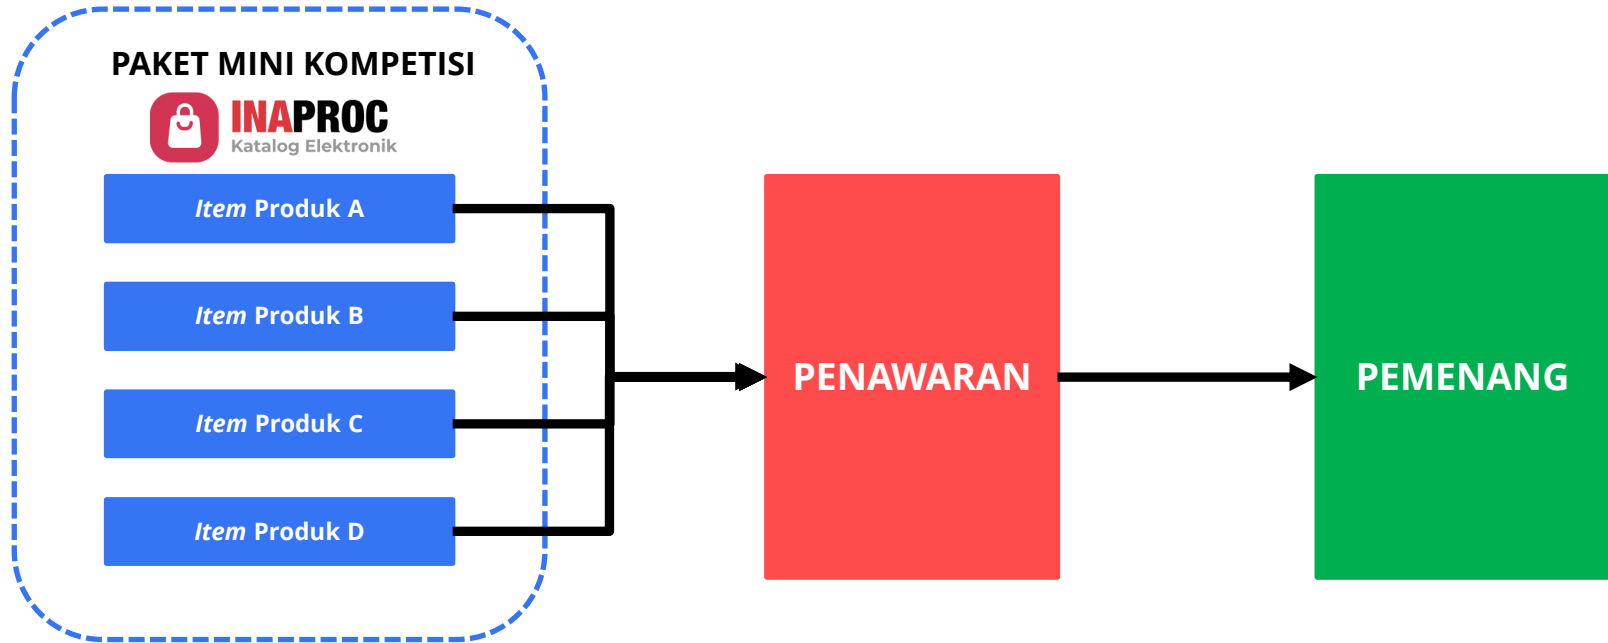 PAKET MINI KOMPETISI
INAPROC
Katalog Elektronik
Item Produk A
Item Produk B
Item Produk C
Item Produk D
PENAWARAN
PEMENANG